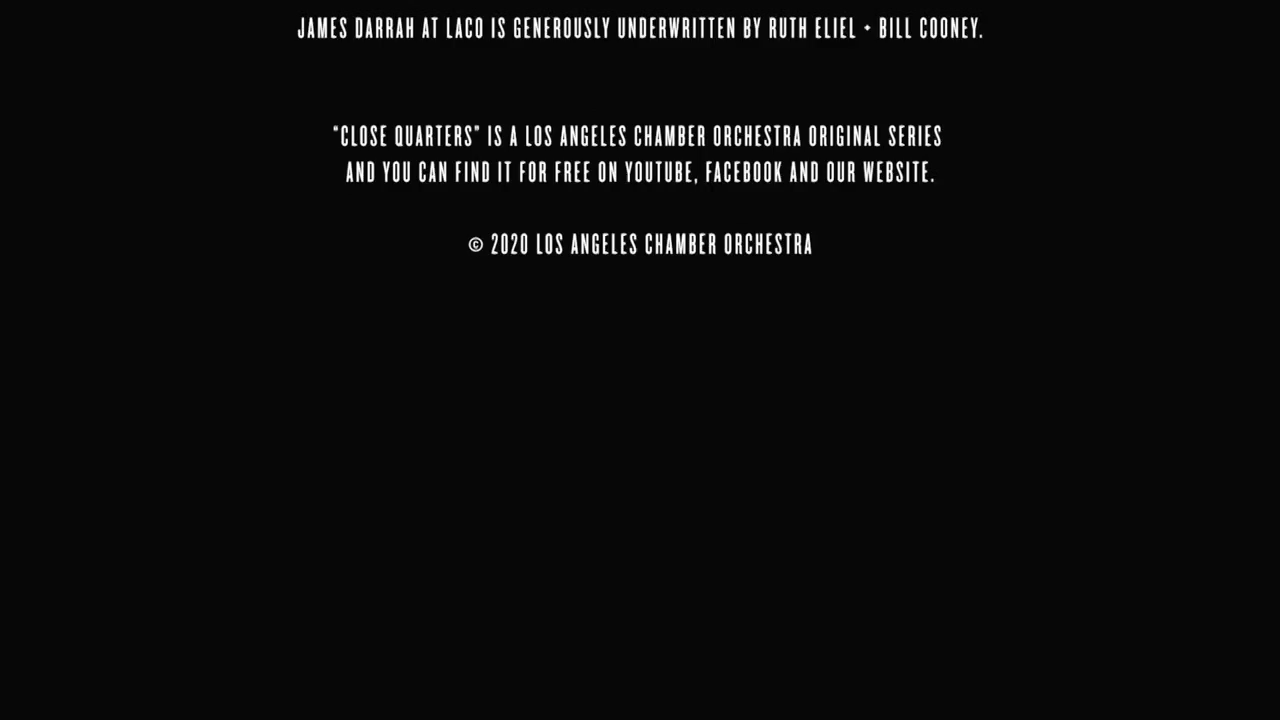 JAMES DARRAH AT LACO IS GENEROUSLY UNDERWRITTEN BY RUTH ELIEL + BILL COONEY.
“CLOSE QUARTERS” IS A LOS ANGELES CHAMBER ORCHESTRA ORIGINAL SERIES
AND YOU CAN FIND IT FOR FREE ON YOUTUBE, FACEBOOK AND OUR WEBSITE.
© 2020 LOS ANGELES CHAMBER ORCHESTRA